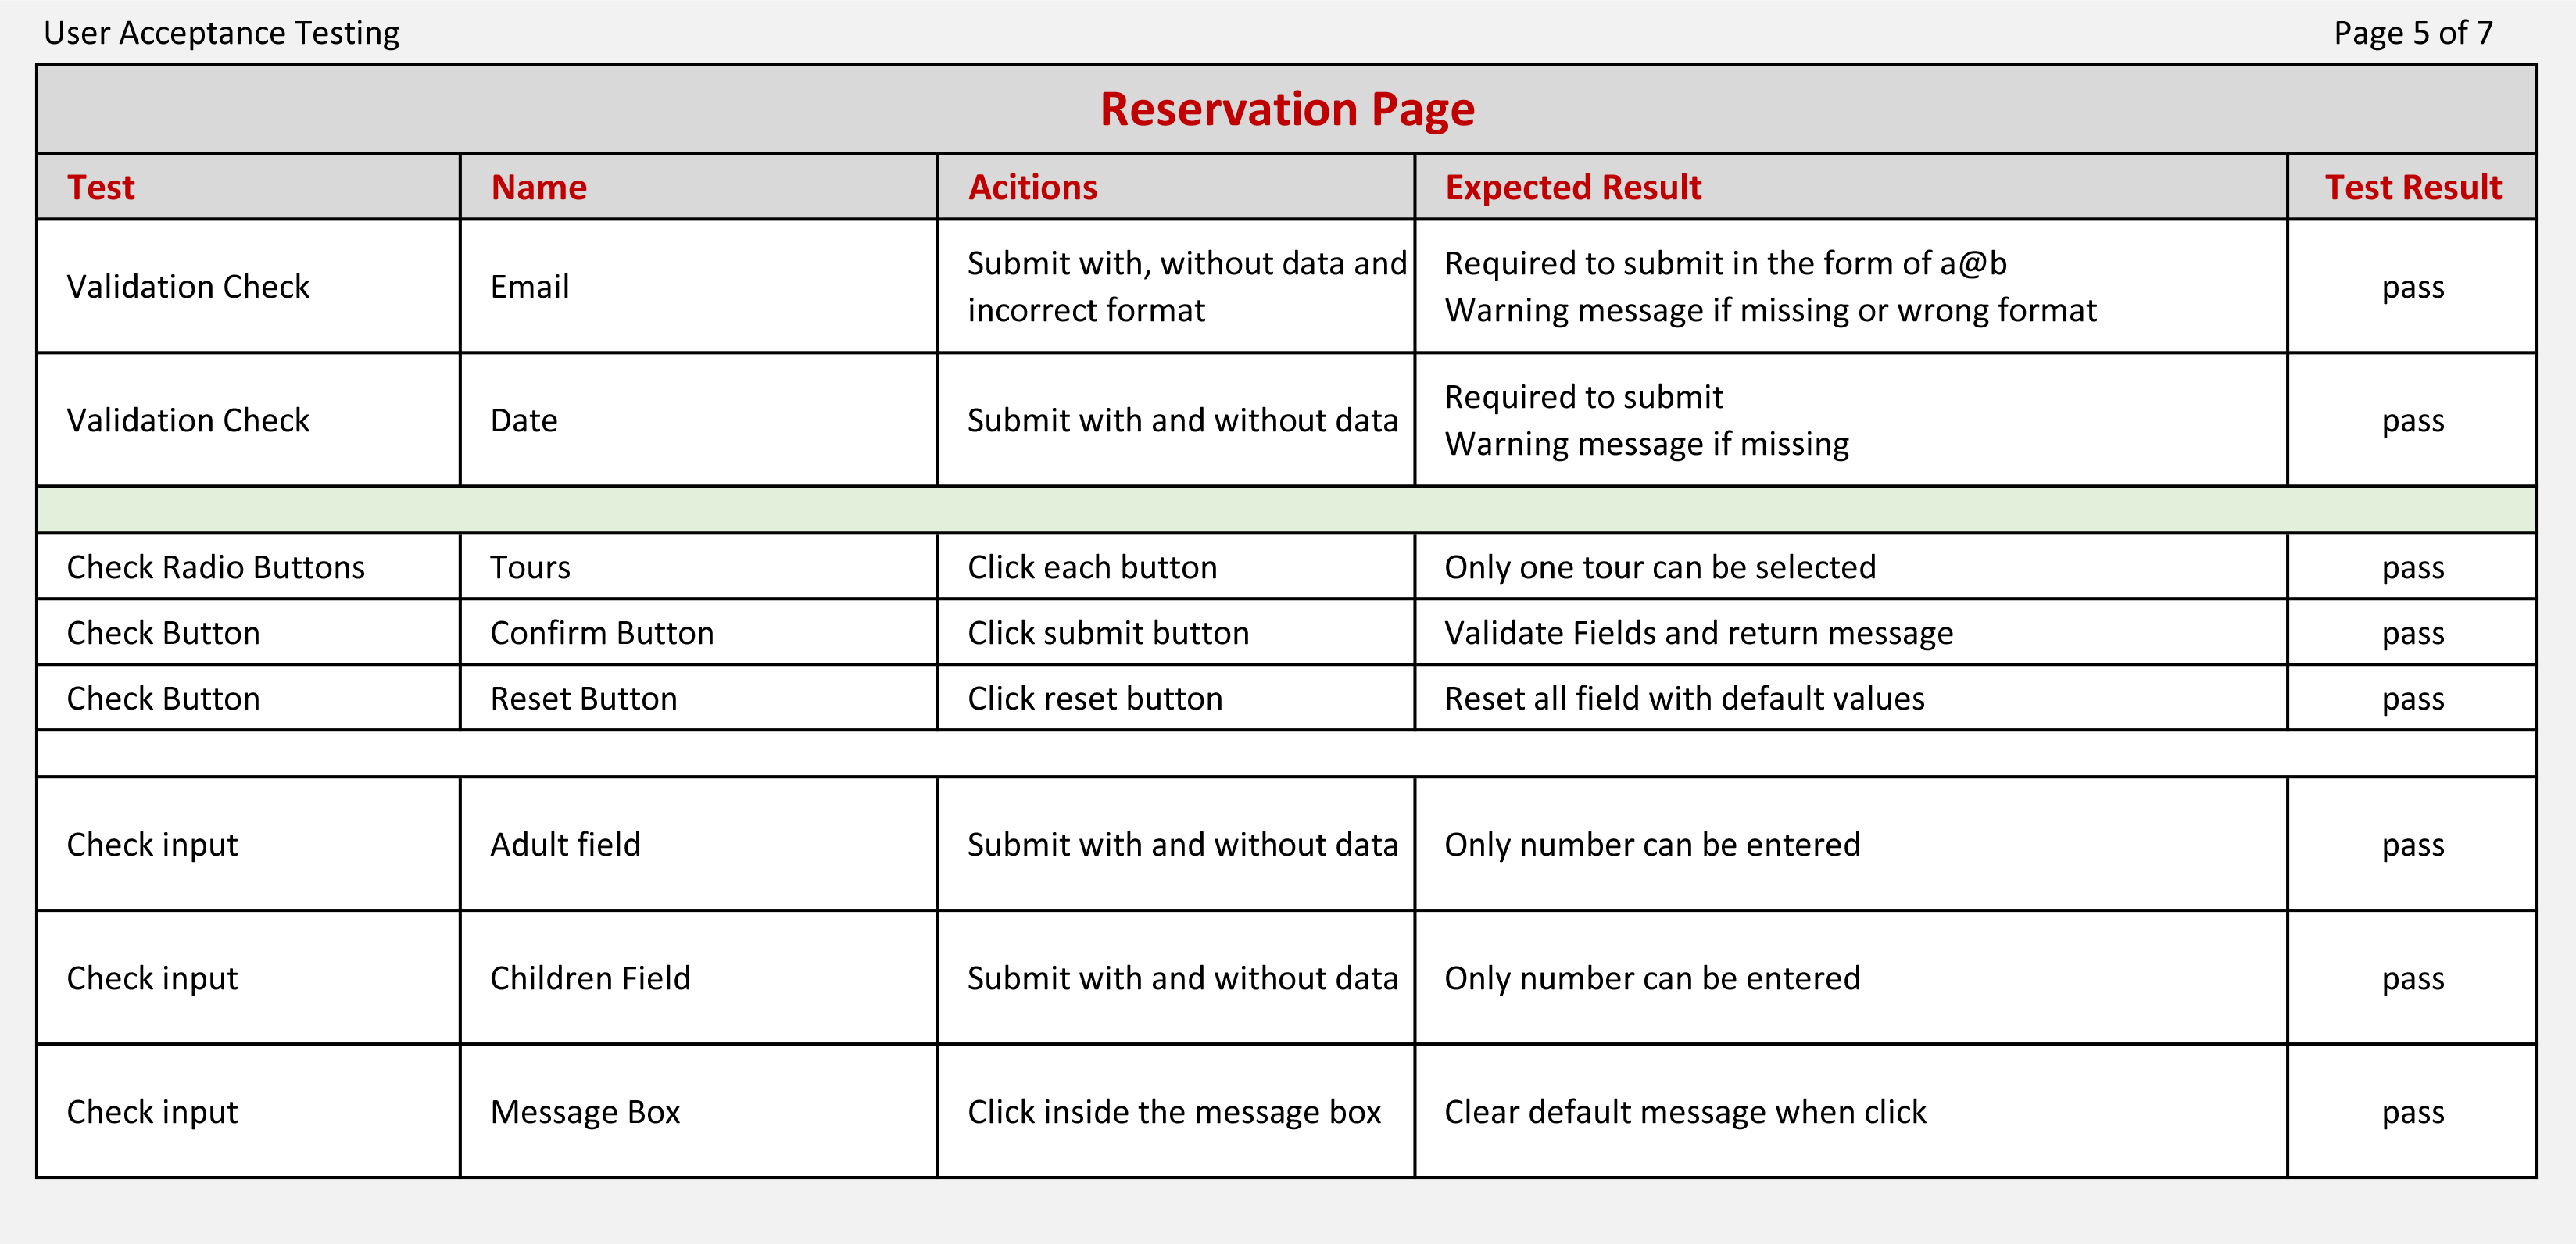 User Acceptance Testing Page 5 of 7
Reservation Page
Test Name Acitions Expected Result Test Result
Validation Check Email Submit with, without data and incorrect format Required to submit in the form of a@b Warning message if missing or wrong format pass
Validation Check Date Submit with and without data Required to submit Warning message if missing pass
Check Radio Buttons Tours Click each button Only one tour can be selected pass
Check Button Confirm Button Click submit button Validate Fields and return message pass
Check Button Reset Button Click reset button Reset all field with default values pass
Check input Adult field Submit with and without data Only number can be entered pass
Check input Children Field Submit with and without data Only number can be entered pass
Check input Message Box Click inside the message box Clear default message when click pass